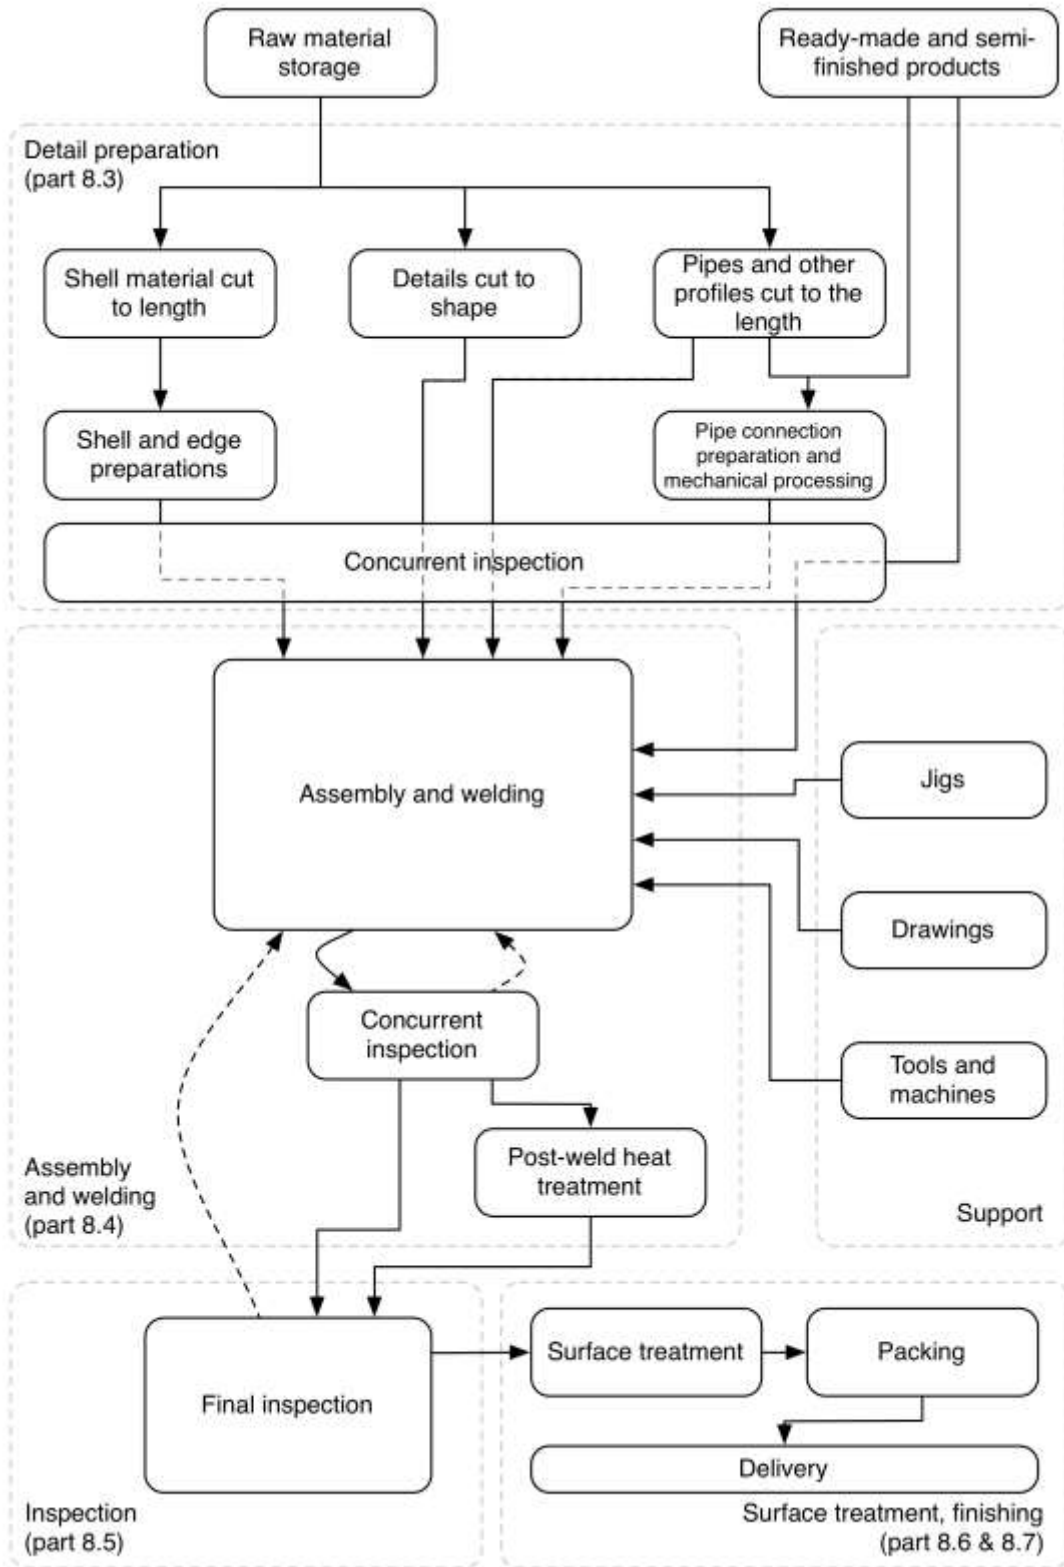 Raw material
storage
Ready-made and semi-
finished products
Detail preparation
(part 8.3)
Shell material cut
to length
Details cut to
shape
Pipes and other
profiles cut to the
length
Shell and edge
preparations
Pipe connection
preparation and
mechanical processing
Concurrent inspection
Assembly and welding
Jigs
Drawings
Tools and
machines
Support
Concurrent
inspection
Post-weld heat
treatment
Assembly
and welding
(part 8.4)
Final inspection
Inspection
(part 8.5)
Surface treatment
Packing
Delivery
Surface treatment, finishing
(part 8.6 & 8.7)